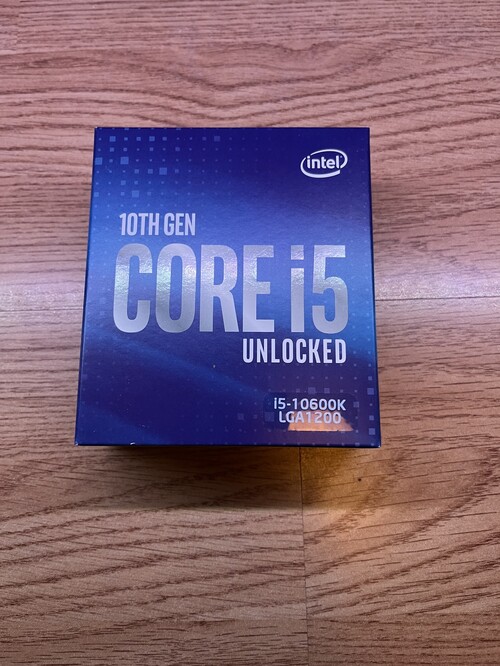 intel
10TH GEN
CORE i5
UNLOCKED
i5-10600K
LGA1200